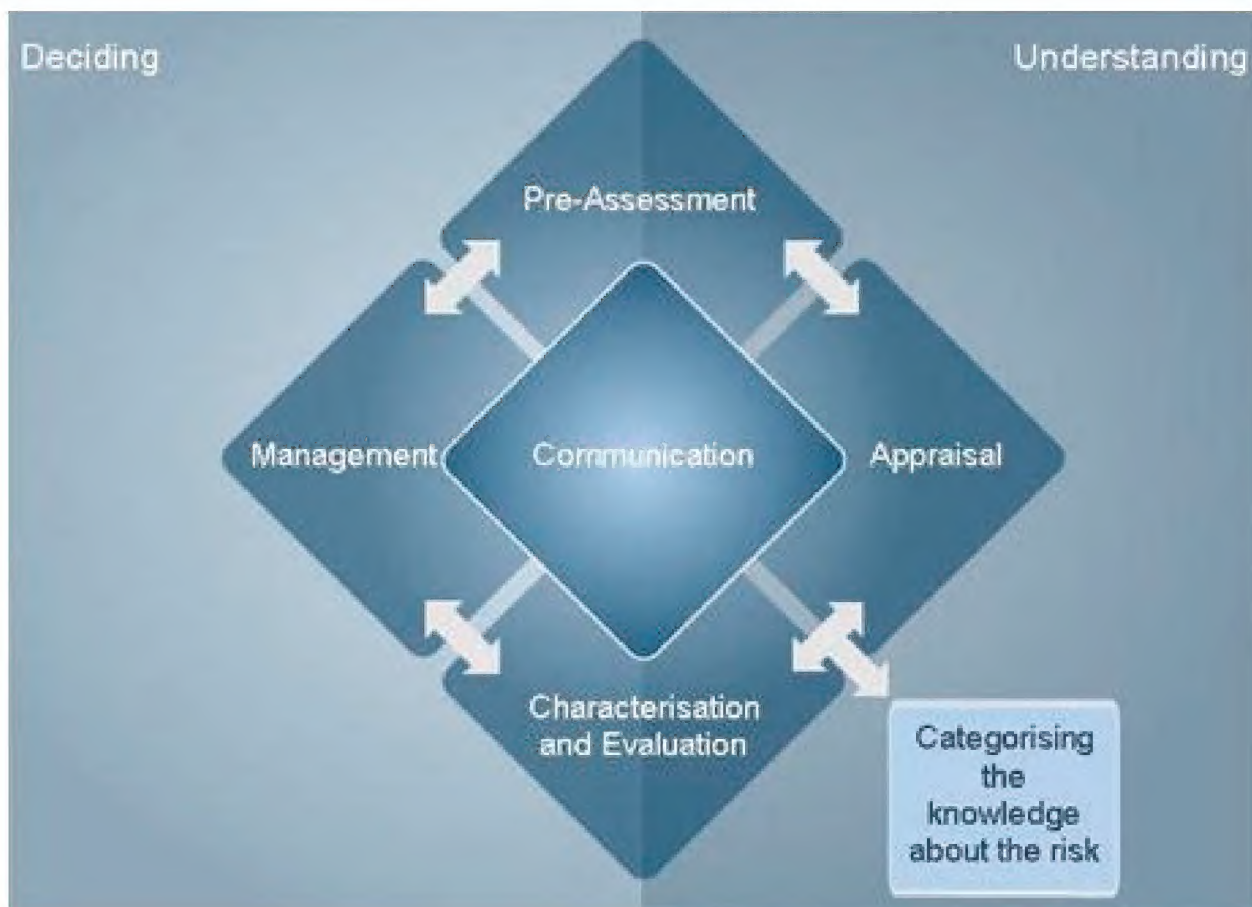 Deciding
Understanding
Pre-Assessment
Management
Communication
Appraisal
Characterisation
and Evaluation
Categorising
the
knowledge
about the risk